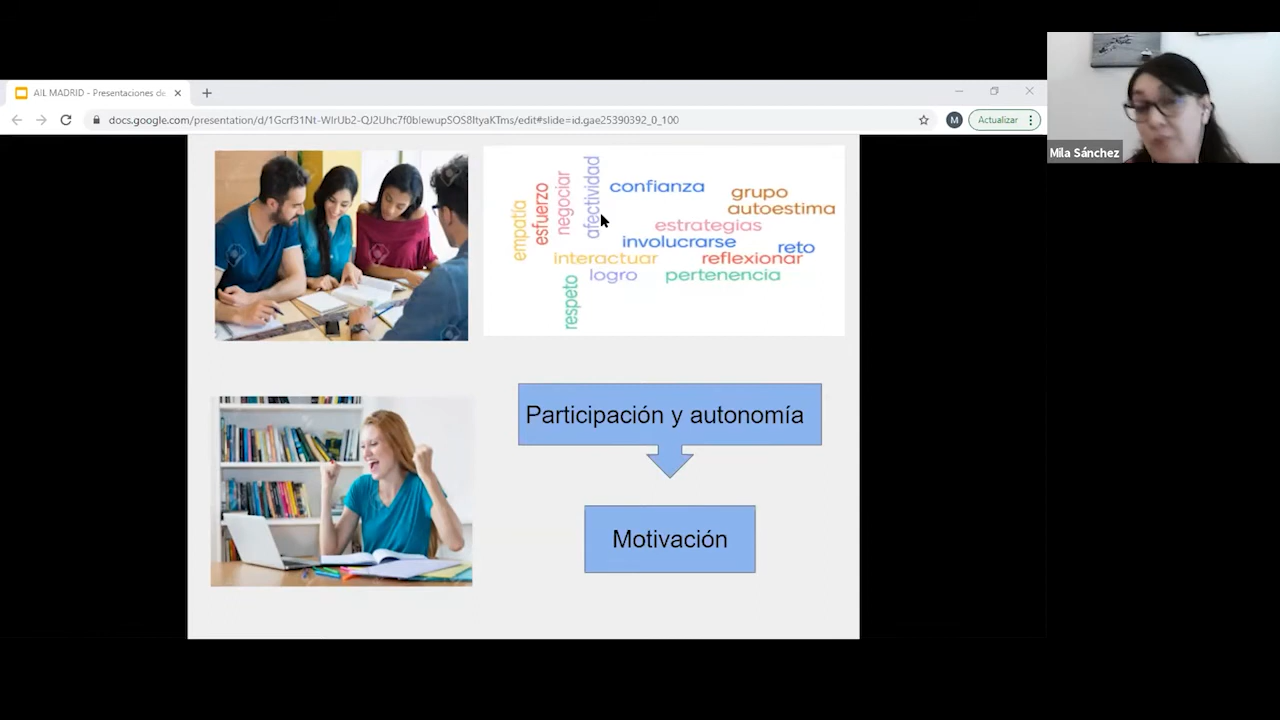 AIL MADRID - Presentaciones de
docs.google.com/presentation/d/1Gcrf31Nt-WIrUb2-QJ2Uhc7f0blewupSOS8ltyaKTms/edit#slide=id.gae25390392_0_100
M
Actualizar
Mila Sánchez
empatía
esfuerzo
negociar
afectividad
confianza
grupo
autoestima
estrategias
involucrarse
reto
interactuar
reflexionar
logro
pertenencia
respeto
Participación y autonomía
Motivación